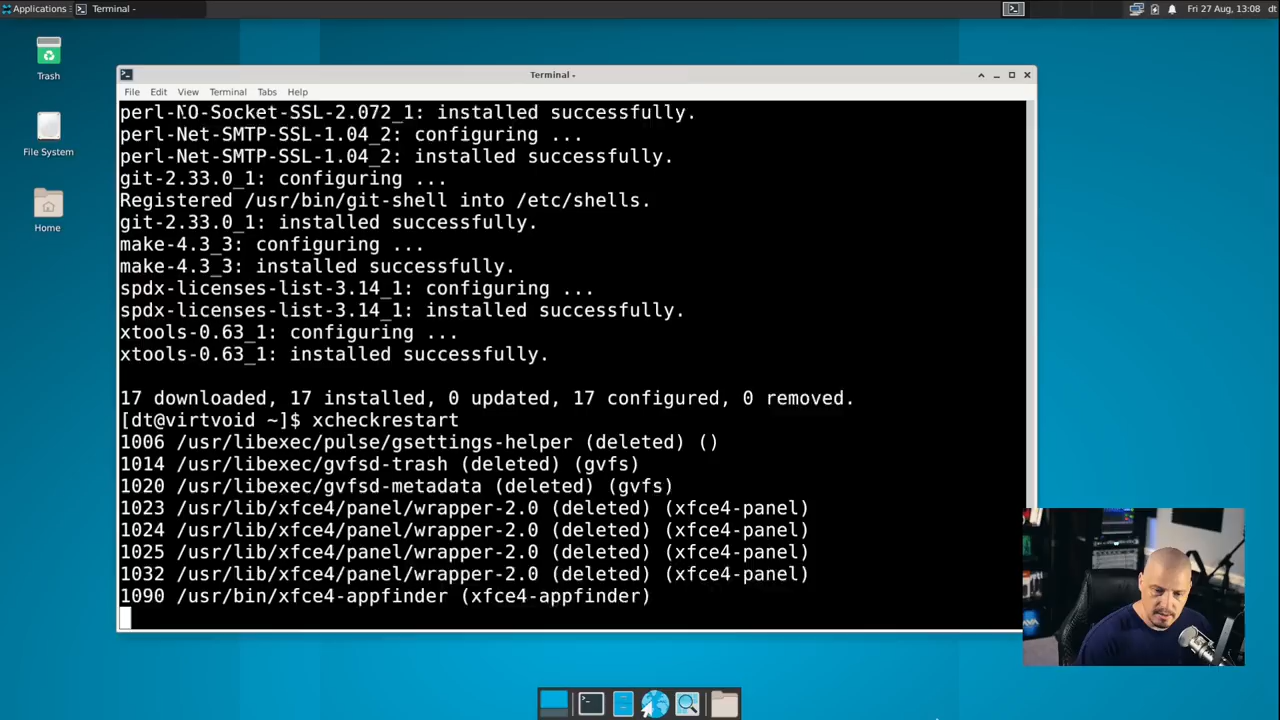 Applications
Terminal -
Fri 27 Aug, 13:08
dt
Trash
File System
Home
Terminal -
File Edit View Terminal Tabs Help
perl-IO-Socket-SSL-2.072_1: installed successfully.
perl-Net-SMTP-SSL-1.04_2: configuring ...
perl-Net-SMTP-SSL-1.04_2: installed successfully.
git-2.33.0_1: configuring ...
Registered /usr/bin/git-shell into /etc/shells.
git-2.33.0_1: installed successfully.
make-4.3_3: configuring ...
make-4.3_3: installed successfully.
spdx-licenses-list-3.14_1: configuring ...
spdx-licenses-list-3.14_1: installed successfully.
xtools-0.63_1: configuring ...
xtools-0.63_1: installed successfully.
17 downloaded, 17 installed, 0 updated, 17 configured, 0 removed.
[dt@virtvoid ~]$ xcheckrestart
1006 /usr/libexec/pulse/gsettings-helper (deleted) ()
1014 /usr/libexec/gvfsd-trash (deleted) (gvfs)
1020 /usr/libexec/gvfsd-metadata (deleted) (gvfs)
1023 /usr/lib/xfce4/panel/wrapper-2.0 (deleted) (xfce4-panel)
1024 /usr/lib/xfce4/panel/wrapper-2.0 (deleted) (xfce4-panel)
1025 /usr/lib/xfce4/panel/wrapper-2.0 (deleted) (xfce4-panel)
1032 /usr/lib/xfce4/panel/wrapper-2.0 (deleted) (xfce4-panel)
1090 /usr/bin/xfce4-appfinder (xfce4-appfinder)